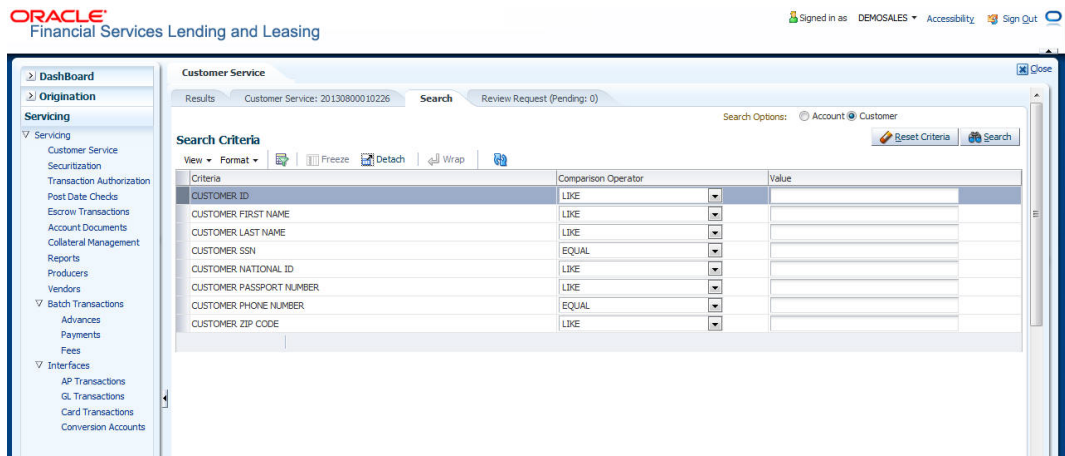 ORACLE
Financial Services Lending and Leasing
Signed in as DEMOSALES Accessibility Sign Out
Close
DashBoard
Origination
Servicing
Servicing
Customer Service
Securitization
Transaction Authorization
Post Date Checks
Escrow Transactions
Account Documents
Collateral Management
Reports
Producers
Vendors
Batch Transactions
Advances
Payments
Fees
Interfaces
AP Transactions
GL Transactions
Card Transactions
Conversion Accounts
Customer Service
Results Customer Service: 20130800010226 Search Review Request (Pending: 0)
Search Options: Account Customer
Search Criteria
Reset Criteria Search
View Format Freeze Detach Wrap
Criteria Comparison Operator Value
CUSTOMER ID LIKE
CUSTOMER FIRST NAME LIKE
CUSTOMER LAST NAME LIKE
CUSTOMER SSN EQUAL
CUSTOMER NATIONAL ID LIKE
CUSTOMER PASSPORT NUMBER LIKE
CUSTOMER PHONE NUMBER EQUAL
CUSTOMER ZIP CODE LIKE